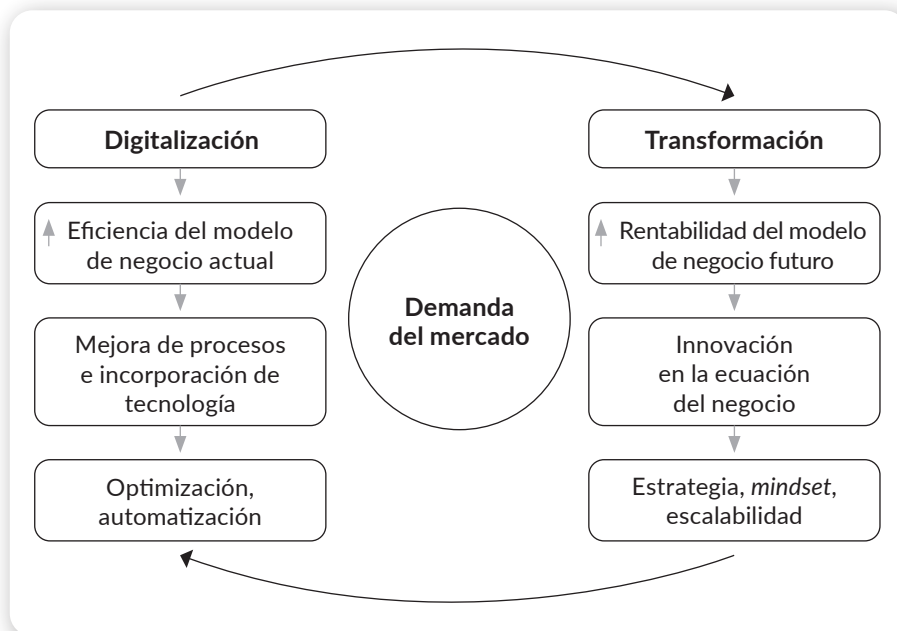 Digitalización
Eficiencia del modelo
de negocio actual
Mejora de procesos
e incorporación de
tecnología
Optimización,
automatización
Demanda
del mercado
Transformación
Rentabilidad del modelo
de negocio futuro
Innovación
en la ecuación
del negocio
Estrategia, mindset,
escalabilidad